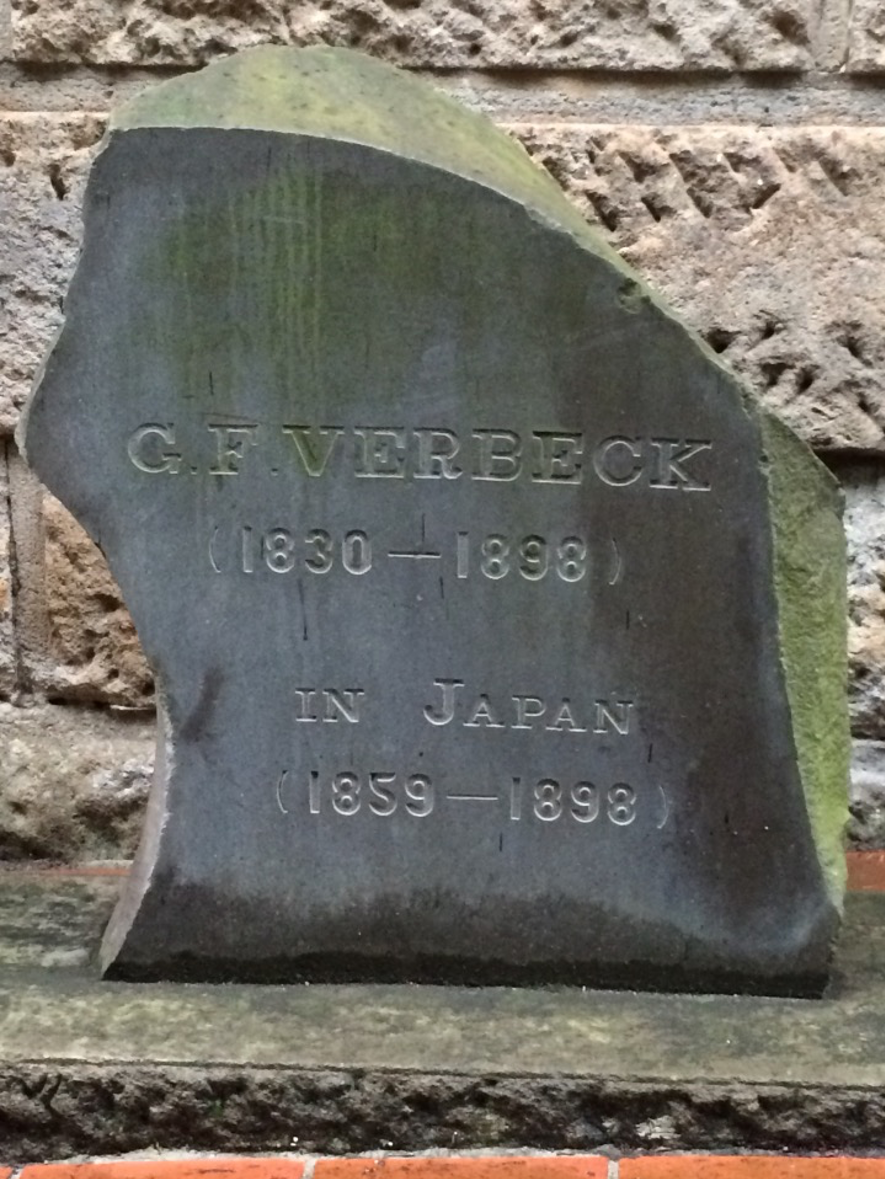 G.F.VERBECK
(1830—1898)
IN JAPAN
(1859—1898)